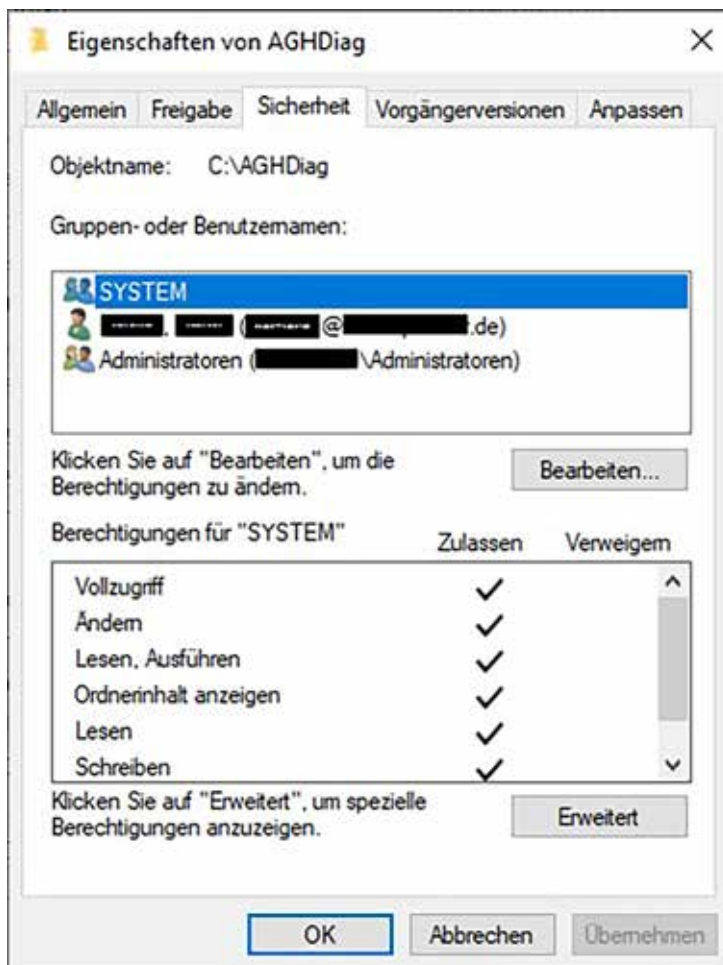 Eigenschaften von AGHDiag
Allgemein Freigabe Sicherheit Vorgängerversionen Anpassen
Objektname: C:\AGHDiag
Gruppen- oder Benutzernamen:
SYSTEM
, ( @ .de)
Administratoren ( \Administratoren)
Klicken Sie auf "Bearbeiten", um die
Berechtigungen zu ändern.
Bearbeiten...
Berechtigungen für "SYSTEM" Zulassen Verweigern
Vollzugriff
Ändern
Lesen, Ausführen
Ordnerinhalt anzeigen
Lesen
Schreiben
Klicken Sie auf "Erweitert", um spezielle
Berechtigungen anzuzeigen.
Erweitert
OK Abbrechen Übernehmen